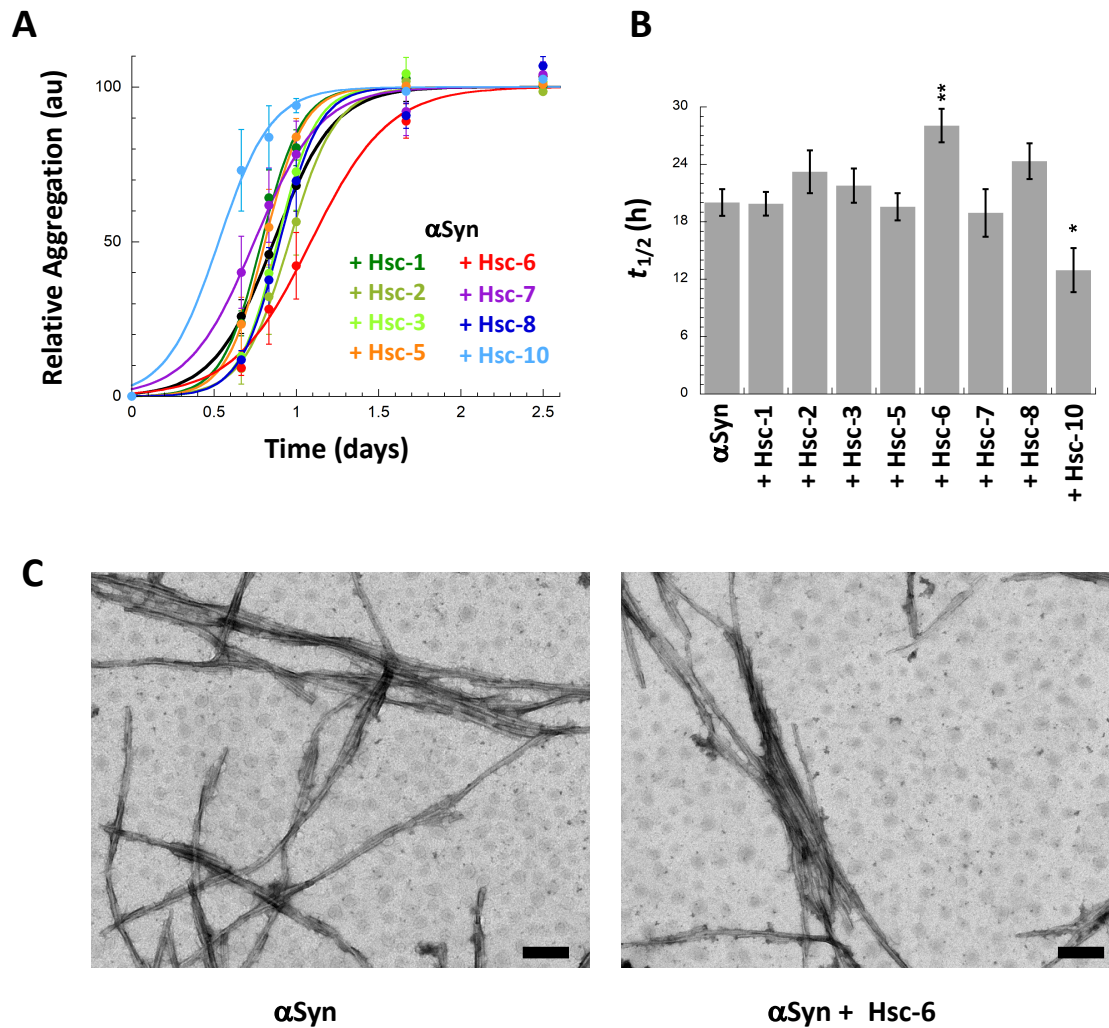 A
Relative Aggregation (au)
100
50
0
0
0.5
1
1.5
2
2.5
Time (days)
αSyn
+ Hsc-1
+ Hsc-2
+ Hsc-3
+ Hsc-5
+ Hsc-6
+ Hsc-7
+ Hsc-8
+ Hsc-10
B
t1/2 (h)
30
24
18
12
6
0
**
*
αSyn
+ Hsc-1
+ Hsc-2
+ Hsc-3
+ Hsc-5
+ Hsc-6
+ Hsc-7
+ Hsc-8
+ Hsc-10
C
αSyn
αSyn + Hsc-6